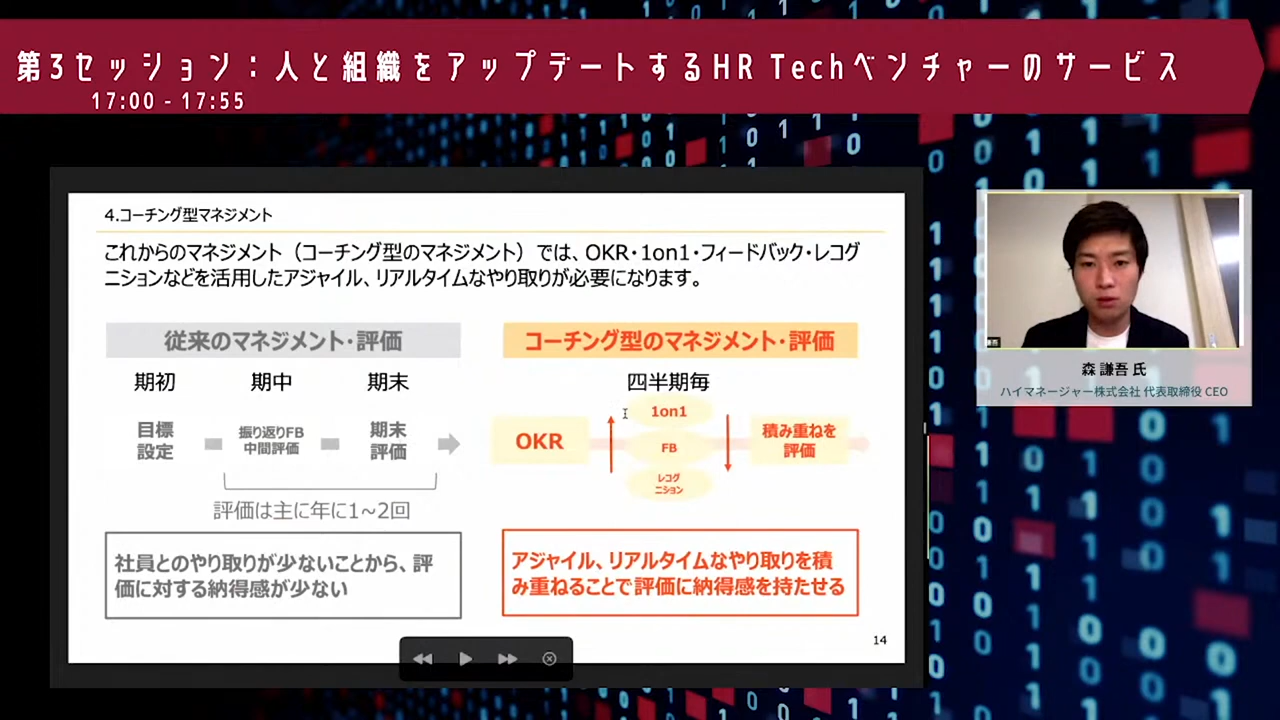 第3セッション：人と組織をアップデートするHR Techベンチャーのサービス
17:00 - 17:55
4.コーチング型マネジメント
これからのマネジメント（コーチング型のマネジメント）では、OKR・1on1・フィードバック・レコグ
ニションなどを活用したアジャイル、リアルタイムなやり取りが必要になります。
従来のマネジメント・評価
期初
期中
期末
目標
設定
振り返りFB
中間評価
期末
評価
評価は主に年に1~2回
社員とのやり取りが少ないことから、評
価に対する納得感が少ない
コーチング型のマネジメント・評価
四半期毎
OKR
1on1
FB
レコグ
ニション
積み重ねを
評価
アジャイル、リアルタイムなやり取りを積
み重ねることで評価に納得感を持たせる
14
森 謙吾 氏
ハイマネージャー株式会社 代表取締役 CEO